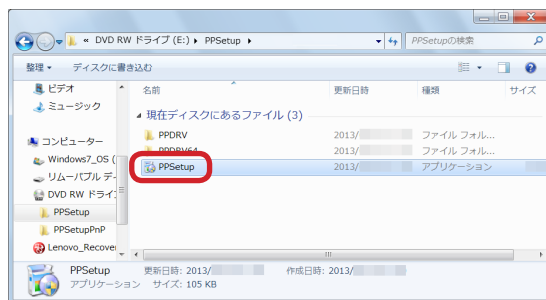 « DVD RW ドライブ (E:) ▸ PPSetup ▸
PPSetupの検索
整理 ▾ ディスクに書き込む
ビデオ
ミュージック
コンピューター
Windows7_OS (
リムーバブル デ-
DVD RW ドライ:
PPSetup
PPSetupPnP
Lenovo_Recove
名前 更新日時 種類 サイズ
現在ディスクにあるファイル (3)
PPDRV 2013/ ファイル フォル...
PPDRV64 2013/ ファイル フォル...
PPSetup 2013/ アプリケーション
PPSetup 更新日時: 2013/ 作成日時: 2013/
アプリケーション サイズ: 105 KB